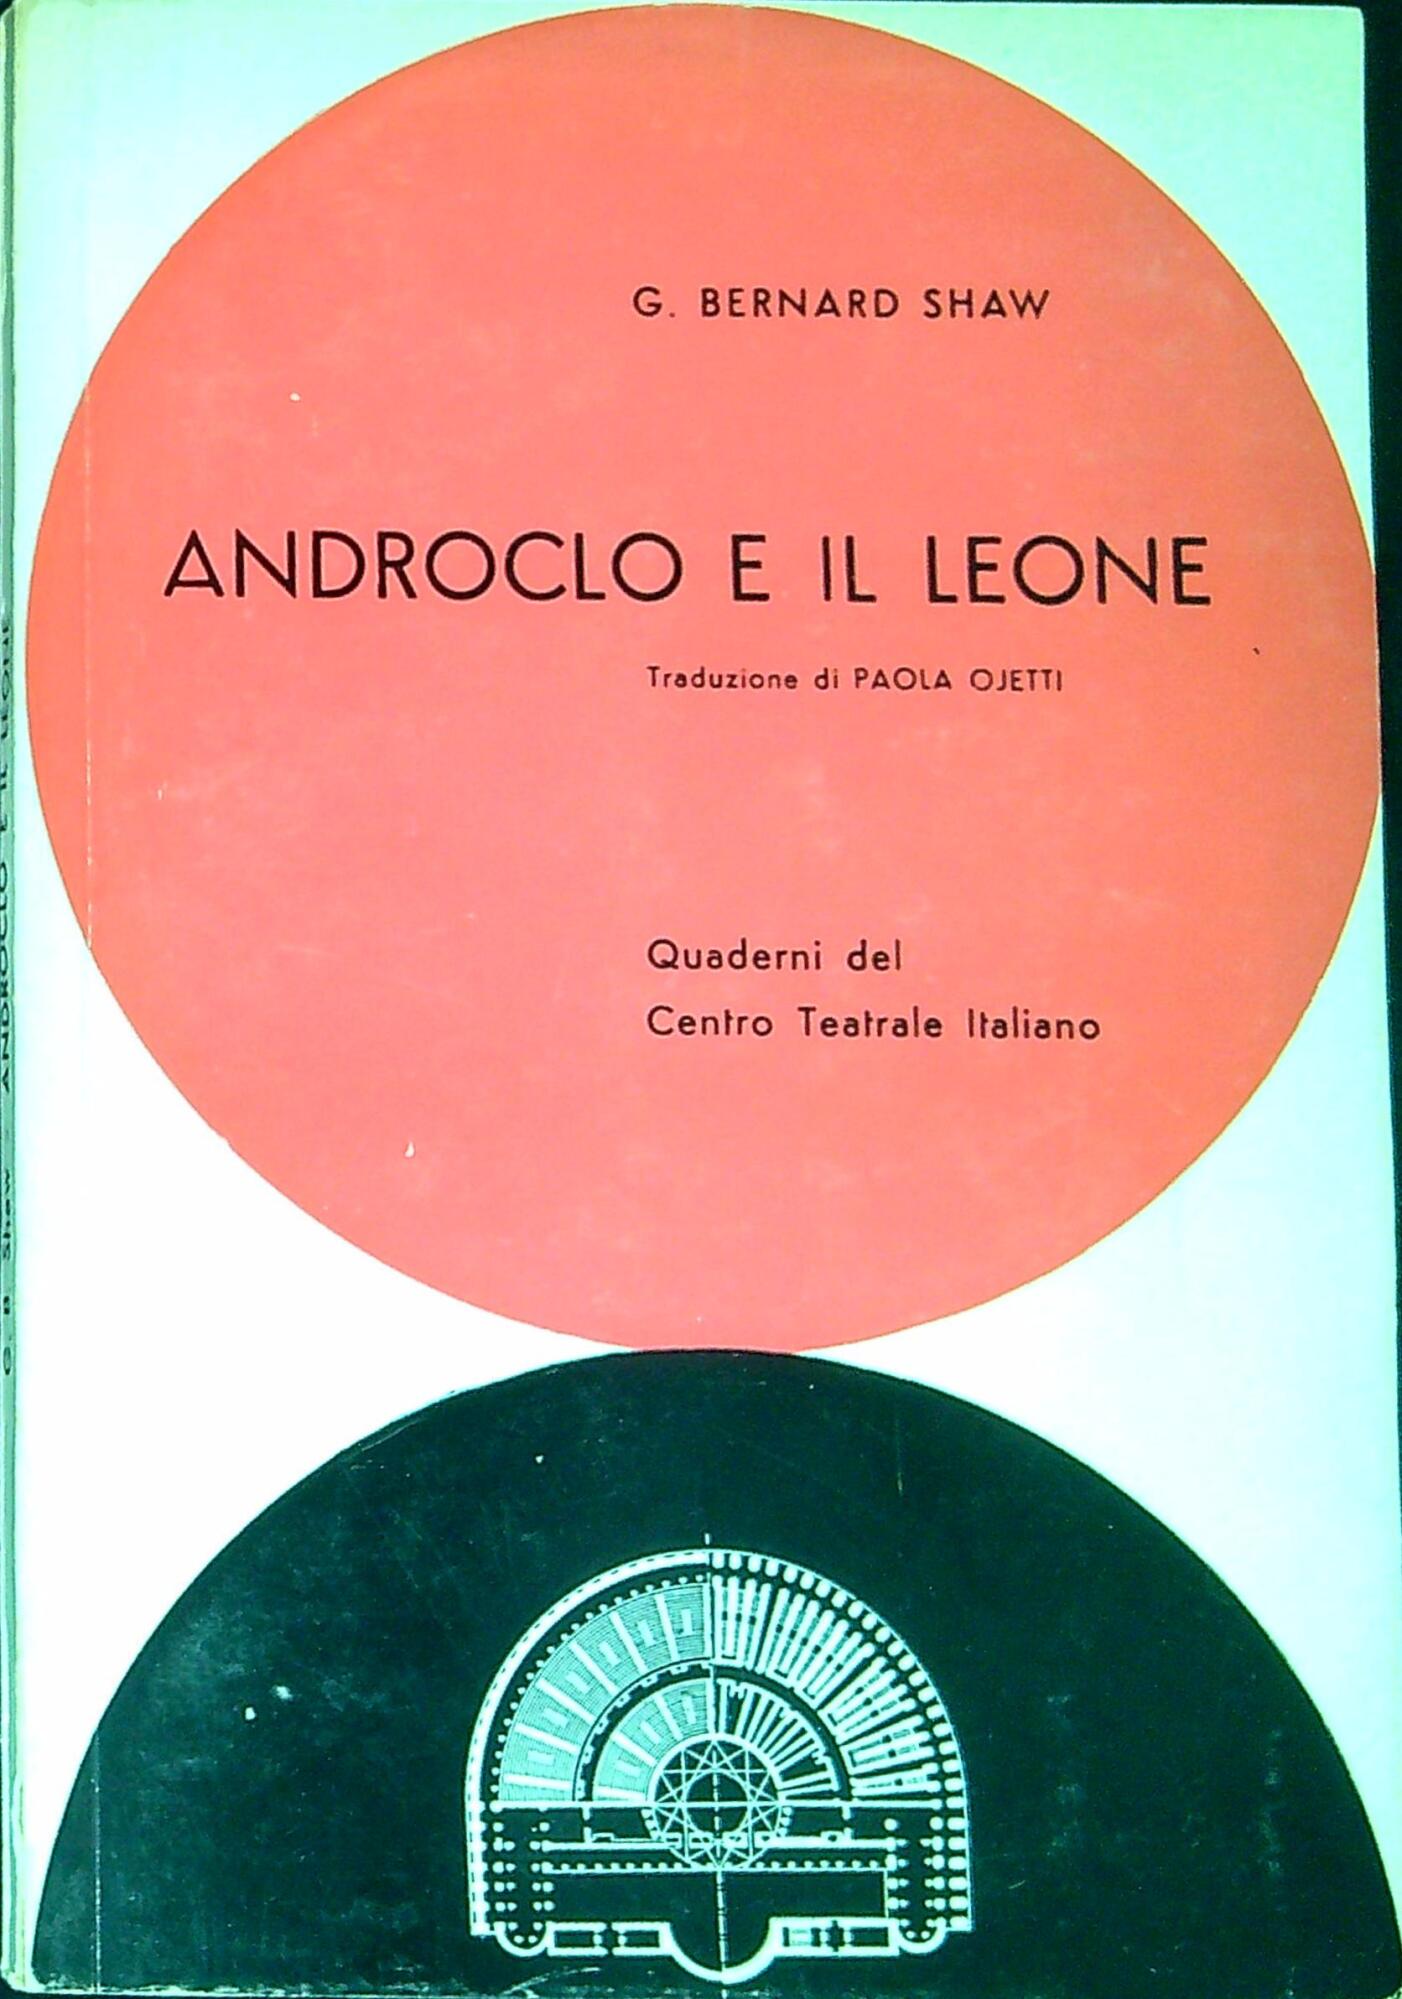 G. BERNARD SHAW
ANDROCLO E IL LEONE
Traduzione di PAOLA OJETTI
Quaderni del
Centro Teatrale Italiano
G. B. Shaw - ANDROCLO E IL LEONE